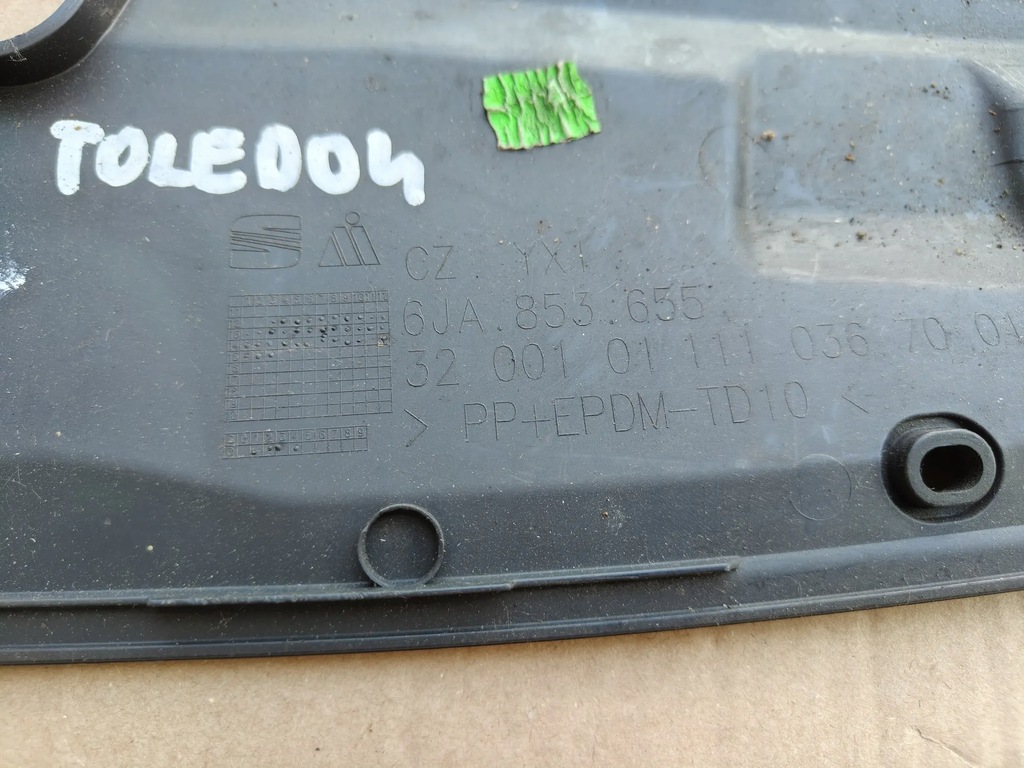 TOLEDO4
CZ YX1
6JA.853.655
32 001 01 111 036 70 01
> PP+EPDM-TD10 <